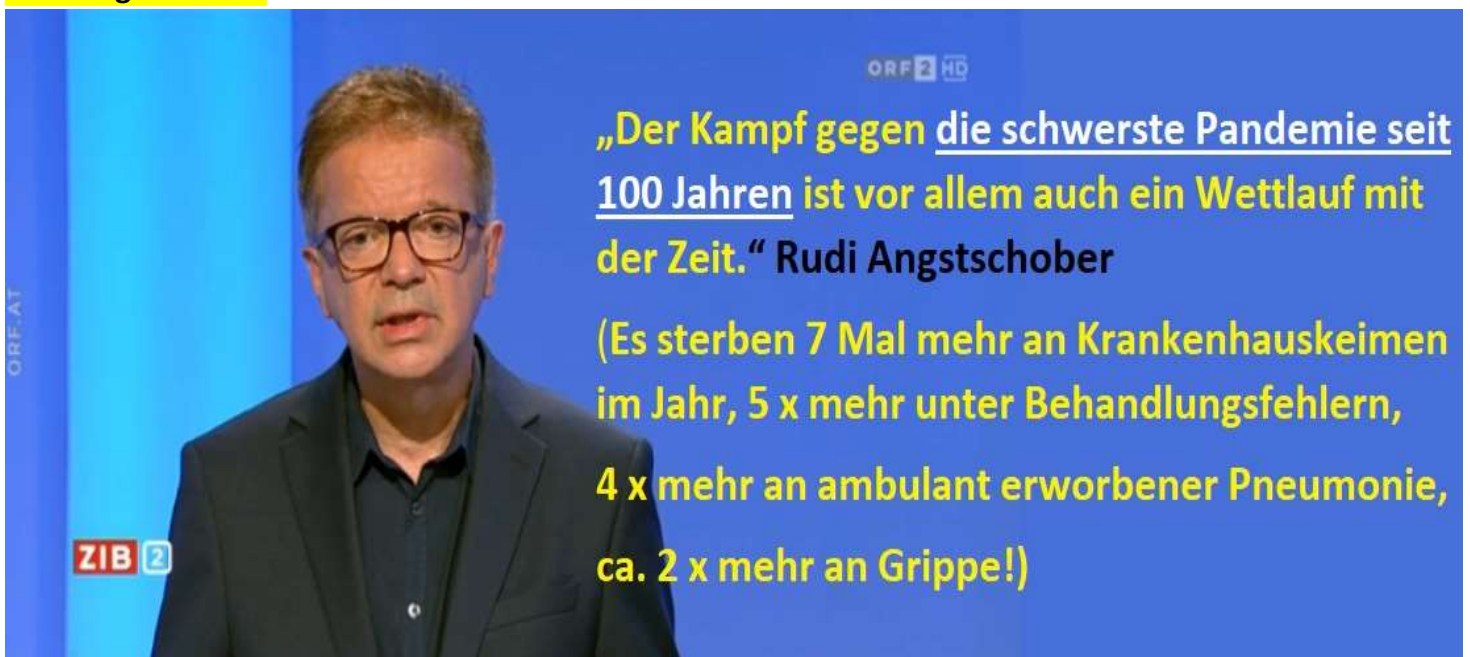 ORF 2 HD
„Der Kampf gegen die schwerste Pandemie seit
100 Jahren ist vor allem auch ein Wettlauf mit
der Zeit.“ Rudi Angstschober
(Es sterben 7 Mal mehr an Krankenhauskeimen
im Jahr, 5 x mehr unter Behandlungsfehlern,
4 x mehr an ambulant erworbener Pneumonie,
ca. 2 x mehr an Grippe!)
ORF.AT
ZIB 2